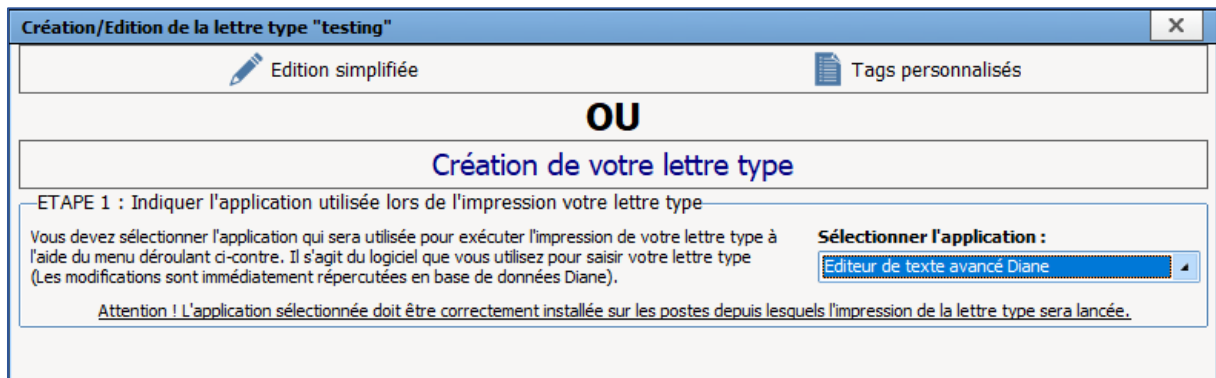 Création/Edition de la lettre type "testing"
Edition simplifiée
Tags personnalisés
OU
Création de votre lettre type
ETAPE 1 : Indiquer l'application utilisée lors de l'impression votre lettre type
Vous devez sélectionner l'application qui sera utilisée pour exécuter l'impression de votre lettre type à
l'aide du menu déroulant ci-contre. Il s'agit du logiciel que vous utilisez pour saisir votre lettre type
(Les modifications sont immédiatement répercutées en base de données Diane).
Sélectionner l'application :
Editeur de texte avancé Diane
Attention ! L'application sélectionnée doit être correctement installée sur les postes depuis lesquels l'impression de la lettre type sera lancée.